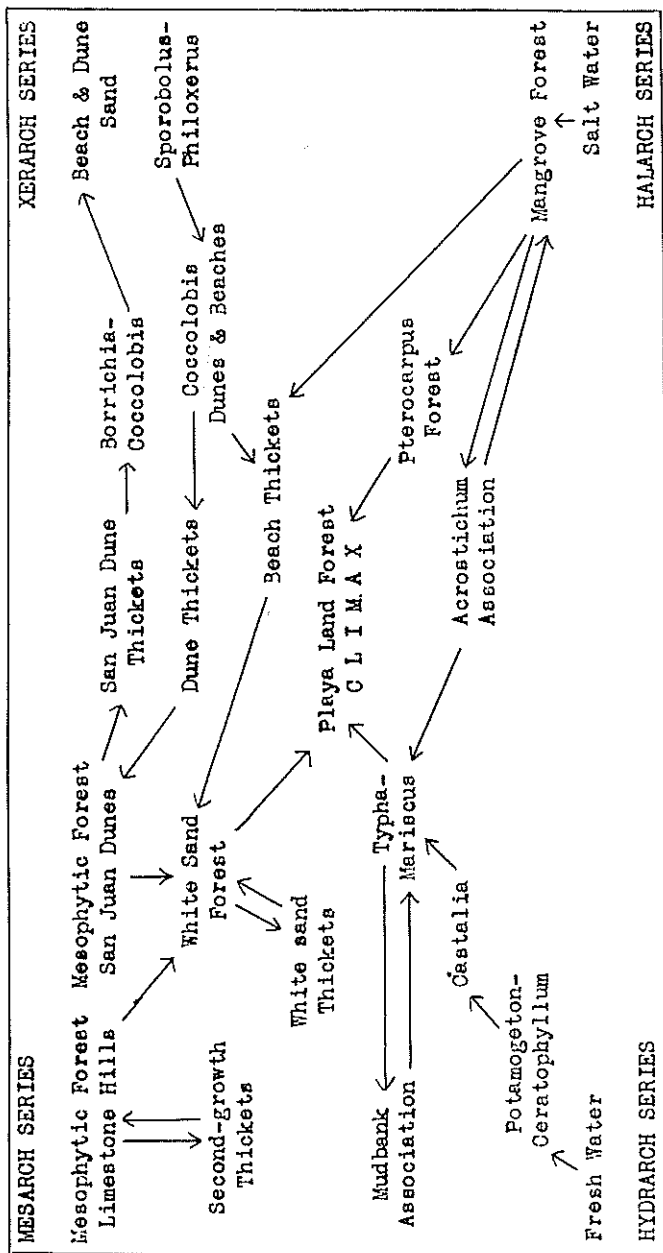 MESARCH SERIES
XERARCH SERIES
Mesophytic Forest
Limestone Hills
Mesophytic Forest
San Juan Dunes
San Juan Dune
Thickets
Borrichia-
Coccolobis
Beach & Dune
Sand
Second-growth
Thickets
White Sand
Forest
Dune Thickets
Coccolobis
Dunes & Beaches
Sporobolus-
Philoxerus
White sand
Thickets
Beach Thickets
Playa Land Forest
CLIMAX
Mudbank
Association
Typha-
Mariscus
Pterocarpus
Forest
Castalia
Acrostichum
Association
Mangrove Forest
Potamogeton-
Ceratophyllum
Fresh Water
Salt Water
HYDRARCH SERIES
HALARCH SERIES